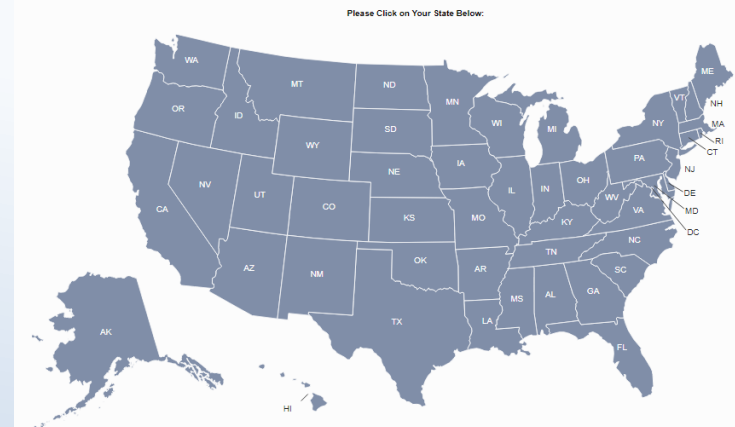 Please Click on Your State Below:
WA
MT
ND
MN
ME
VT
NH
OR
ID
SD
WI
MI
NY
MA
RI
CT
WY
IA
PA
NJ
NE
OH
NV
UT
IL
IN
WV
DE
CA
CO
KS
MO
KY
VA
MD
DC
NC
TN
AZ
NM
OK
AR
SC
MS
AL
GA
TX
LA
AK
FL
HI